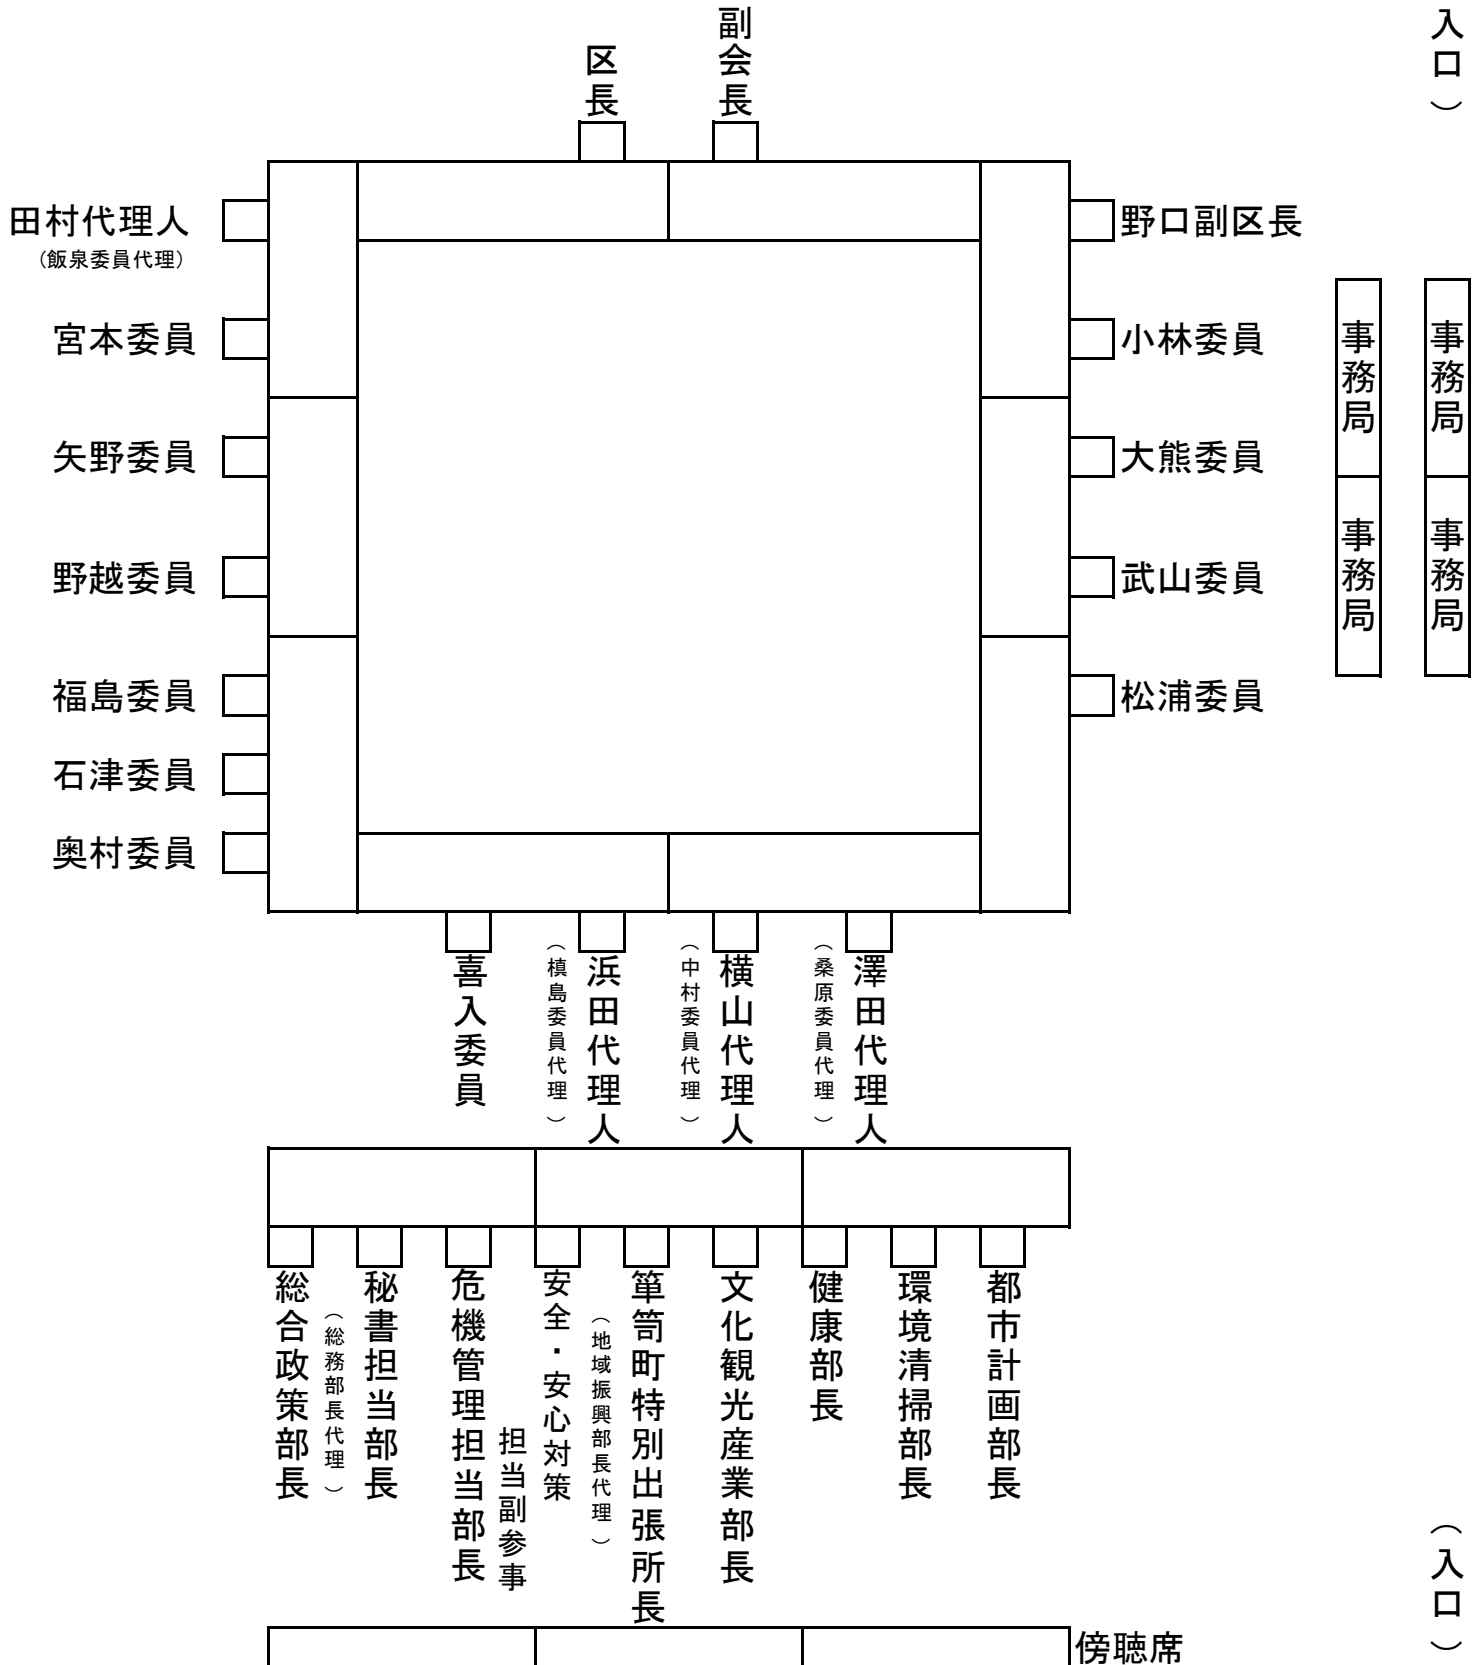 入口）
副会長
区長
田村代理人
（飯泉委員代理）
宮本委員
矢野委員
野越委員
福島委員
石津委員
奥村委員
野口副区長
小林委員
大熊委員
武山委員
松浦委員
事務局
事務局
事務局
事務局
喜入委員
浜田代理人
（槙島委員代理）
横山代理人
（中村委員代理）
澤田代理人
（桑原委員代理）
総合政策部長
秘書担当部長
（総務部長代理）
危機管理担当部長
安全・安心対策
担当副参事
箪笥町特別出張所長
（地域振興部長代理）
文化観光産業部長
健康部長
環境清掃部長
都市計画部長
傍聴席
（入口）